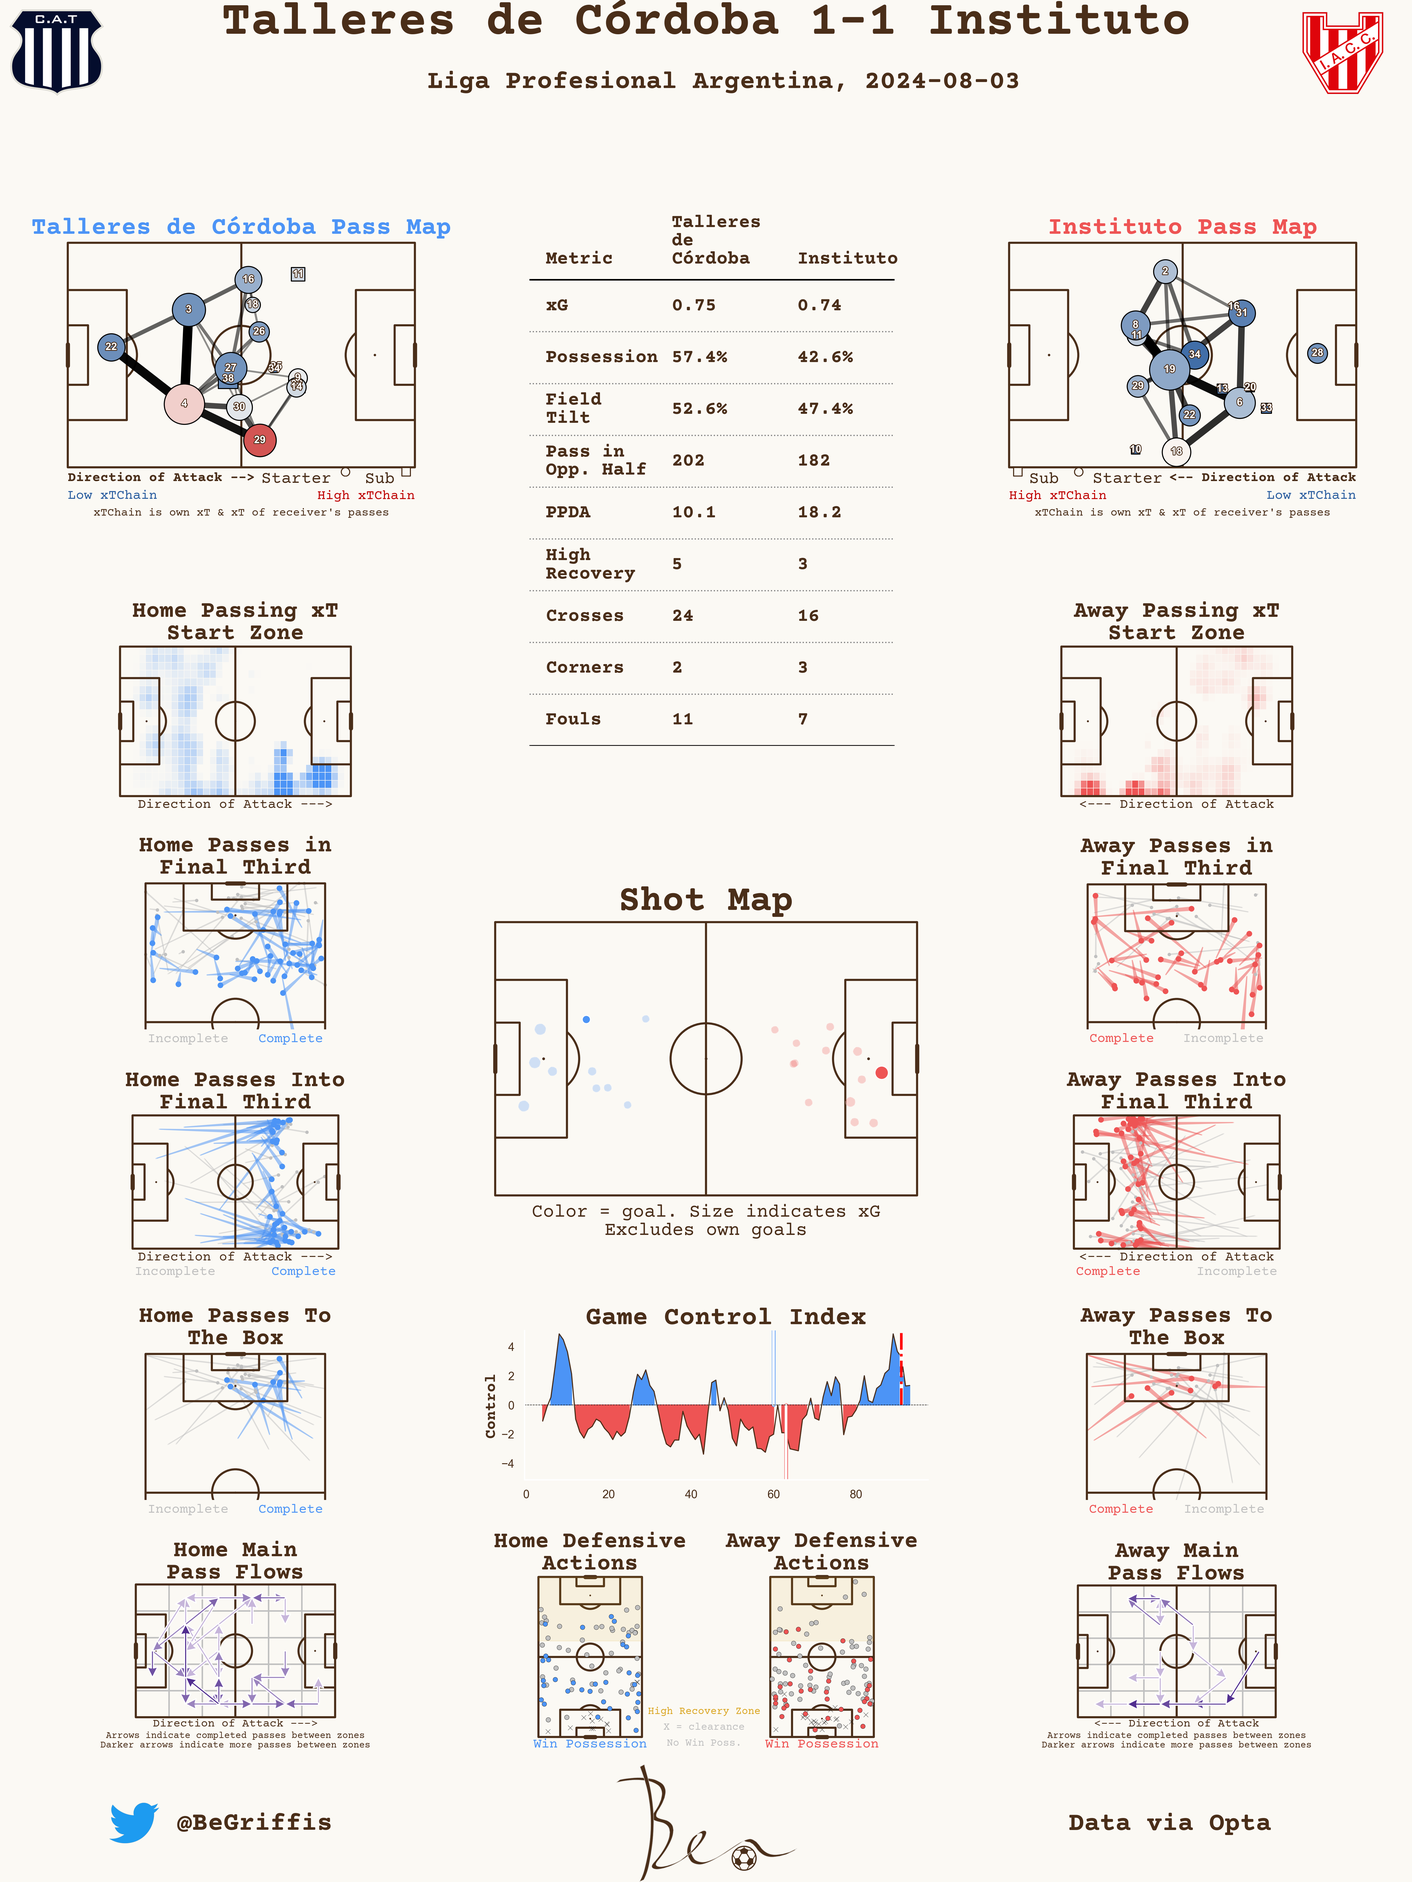 Talleres de Córdoba 1-1 Instituto
Liga Profesional Argentina, 2024-08-03
C.A.T
I.A.C.C.
Talleres de Córdoba Pass Map
11
16
18
3
26
22
27
38
34
9
14
4
30
29
Direction of Attack --> Starter Sub
Low xTChain High xTChain
xTChain is own xT & xT of receiver's passes
Metric Talleres de Córdoba Instituto
xG 0.75 0.74
Possession 57.4% 42.6%
Field Tilt 52.6% 47.4%
Pass in Opp. Half 202 182
PPDA 10.1 18.2
High Recovery 5 3
Crosses 24 16
Corners 2 3
Fouls 11 7
Instituto Pass Map
2
16
31
8
11
34
28
19
29
13
20
6
33
22
10
18
Sub Starter <-- Direction of Attack
High xTChain Low xTChain
xTChain is own xT & xT of receiver's passes
Home Passing xT
Start Zone
Direction of Attack --->
Away Passing xT
Start Zone
<--- Direction of Attack
Home Passes in
Final Third
Incomplete Complete
Away Passes in
Final Third
Complete Incomplete
Shot Map
Color = goal. Size indicates xG
Excludes own goals
Home Passes Into
Final Third
Direction of Attack --->
Incomplete Complete
Away Passes Into
Final Third
<--- Direction of Attack
Complete Incomplete
Home Passes To
The Box
Incomplete Complete
Game Control Index
Control
4
2
0
−2
−4
0 20 40 60 80
Away Passes To
The Box
Complete Incomplete
Home Main
Pass Flows
Direction of Attack --->
Arrows indicate completed passes between zones
Darker arrows indicate more passes between zones
Home Defensive
Actions
Win Possession
High Recovery Zone
X = clearance
No Win Poss.
Away Defensive
Actions
Win Possession
Away Main
Pass Flows
<--- Direction of Attack
Arrows indicate completed passes between zones
Darker arrows indicate more passes between zones
@BeGriffis
Ben
Data via Opta